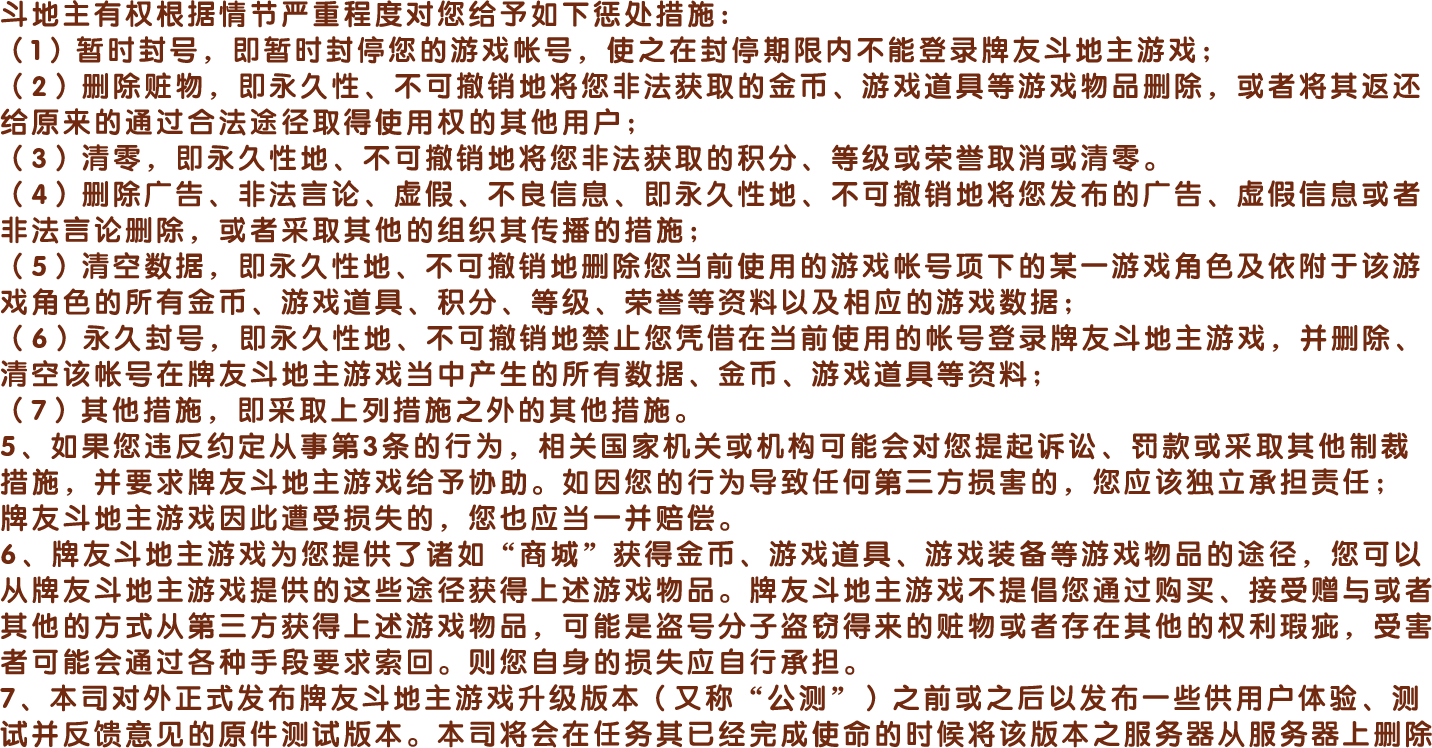 斗地主有权根据情节严重程度对您给予如下惩处措施：
（1）暂时封号，即暂时封停您的游戏帐号，使之在封停期限内不能登录牌友斗地主游戏；
（2）删除赃物，即永久性、不可撤销地将您非法获取的金币、游戏道具等游戏物品删除，或者将其返还
给原来的通过合法途径取得使用权的其他用户；
（3）清零，即永久性地、不可撤销地将您非法获取的积分、等级或荣誉取消或清零。
（4）删除广告、非法言论、虚假、不良信息、即永久性地、不可撤销地将您发布的广告、虚假信息或者
非法言论删除，或者采取其他的组织其传播的措施；
（5）清空数据，即永久性地、不可撤销地删除您当前使用的游戏帐号项下的某一游戏角色及依附于该游
戏角色的所有金币、游戏道具、积分、等级、荣誉等资料以及相应的游戏数据；
（6）永久封号，即永久性地、不可撤销地禁止您凭借在当前使用的帐号登录牌友斗地主游戏，并删除、
清空该帐号在牌友斗地主游戏当中产生的所有数据、金币、游戏道具等资料；
（7）其他措施，即采取上列措施之外的其他措施。
5、如果您违反约定从事第3条的行为，相关国家机关或机构可能会对您提起诉讼、罚款或采取其他制裁
措施，并要求牌友斗地主游戏给予协助。如因您的行为导致任何第三方损害的，您应该独立承担责任；
牌友斗地主游戏因此遭受损失的，您也应当一并赔偿。
6、牌友斗地主游戏为您提供了诸如“商城”获得金币、游戏道具、游戏装备等游戏物品的途径，您可以
从牌友斗地主游戏提供的这些途径获得上述游戏物品。牌友斗地主游戏不提倡您通过购买、接受赠与或者
其他的方式从第三方获得上述游戏物品，可能是盗号分子盗窃得来的赃物或者存在其他的权利瑕疵，受害
者可能会通过各种手段要求索回。则您自身的损失应自行承担。
7、本司对外正式发布牌友斗地主游戏升级版本（又称“公测”）之前或之后以发布一些供用户体验、测
试并反馈意见的原件测试版本。本司将会在任务其已经完成使命的时候将该版本之服务器从服务器上删除